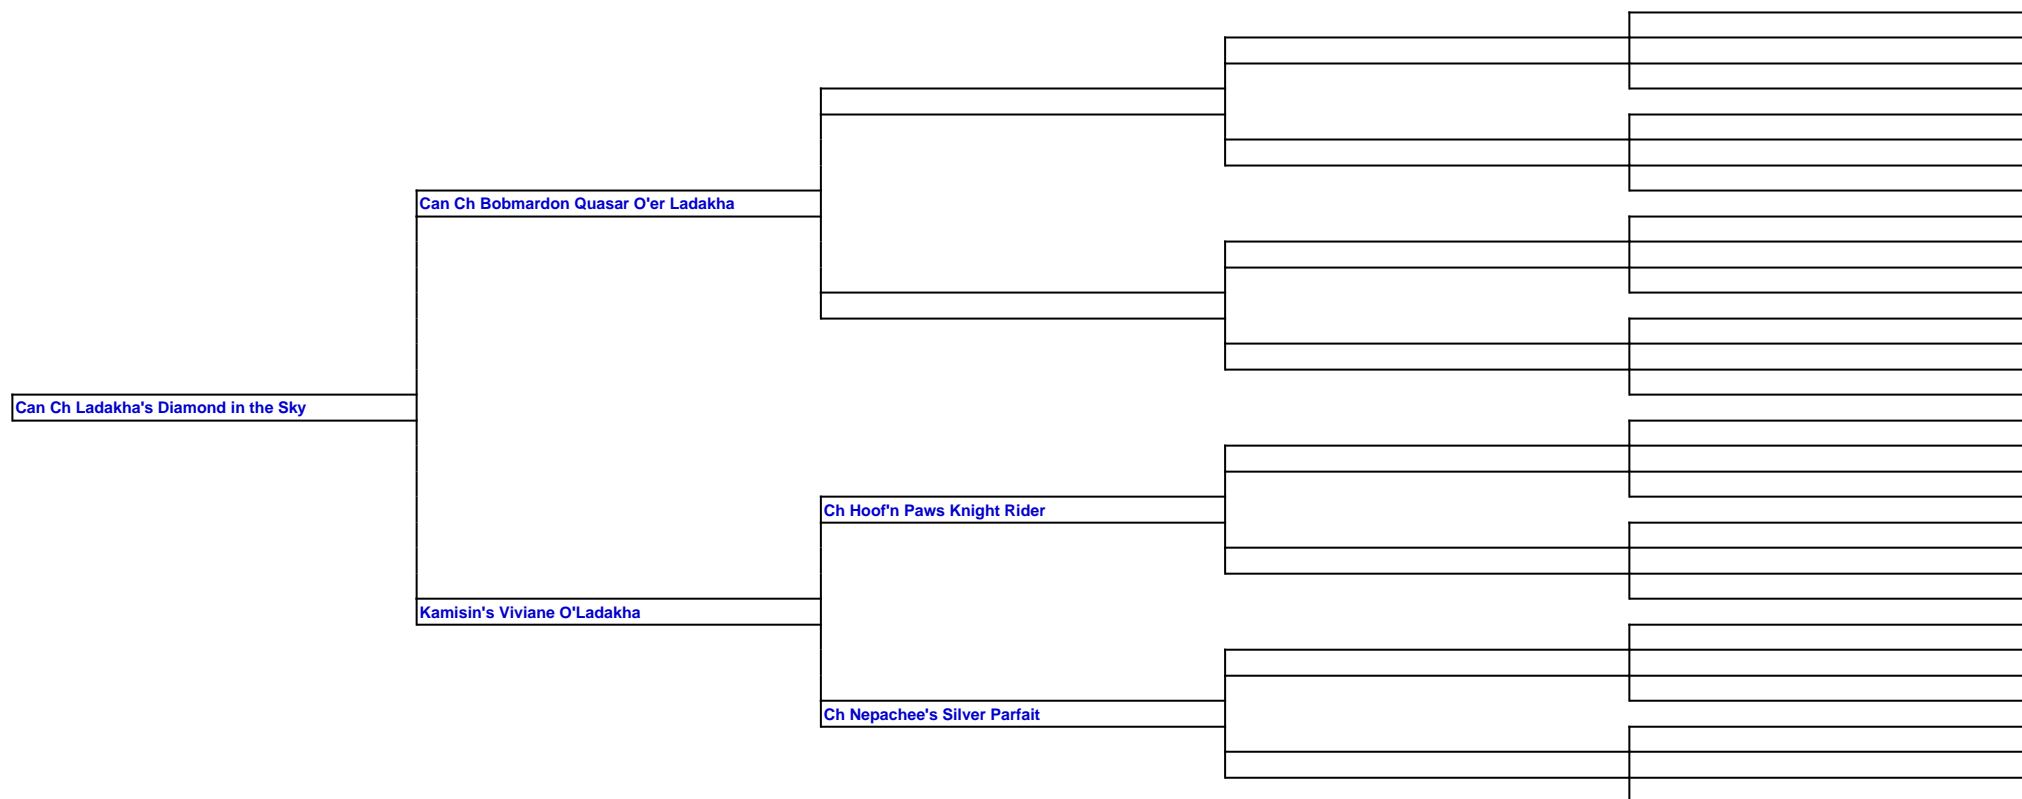 Can Ch Bobmardon Quasar O'er Ladakha
Can Ch Ladakha's Diamond in the Sky
Ch Hoof'n Paws Knight Rider
Kamisin's Viviane O'Ladakha
Ch Nepachee's Silver Parfait